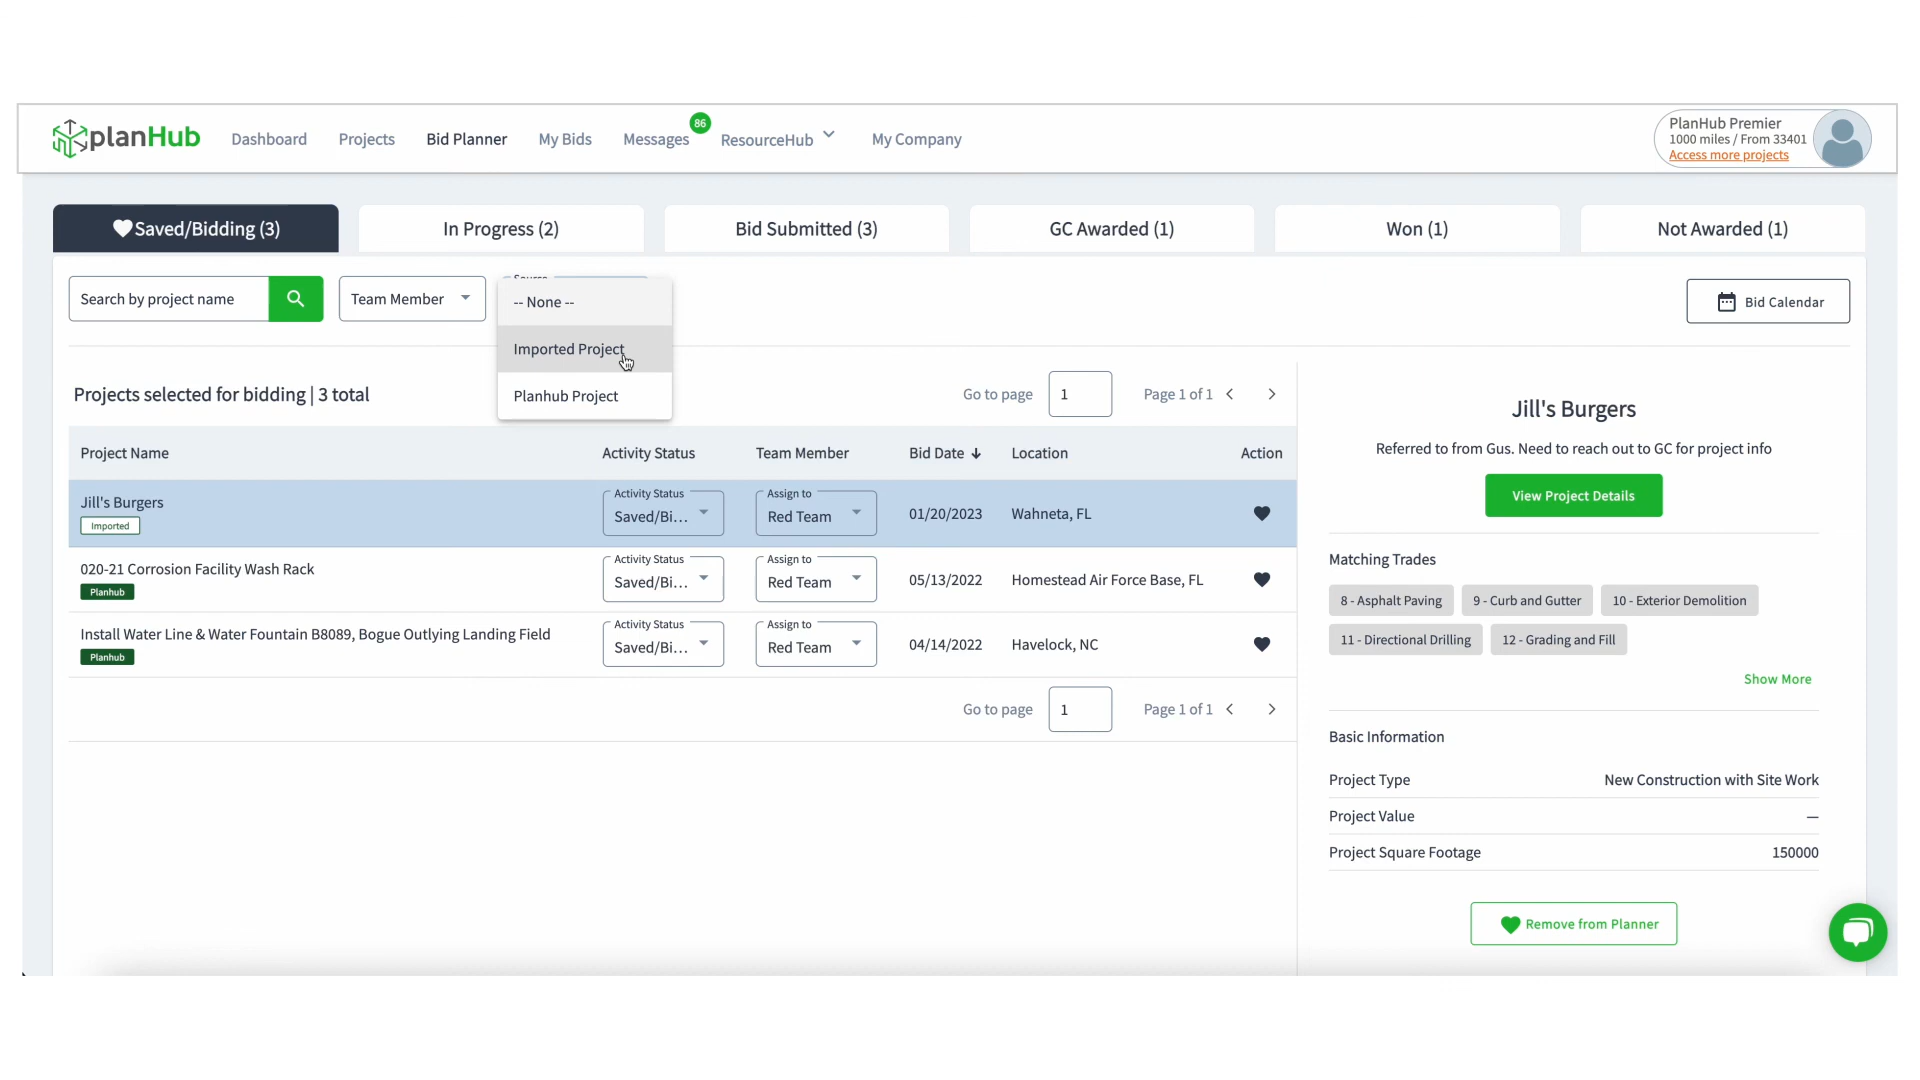 planHub
Dashboard
Projects
Bid Planner
My Bids
Messages
86
ResourceHub
My Company
PlanHub Premier
1000 miles / From 33401
Access more projects
Saved/Bidding (3)
In Progress (2)
Bid Submitted (3)
GC Awarded (1)
Won (1)
Not Awarded (1)
Search by project name
Team Member
Source
-- None --
Imported Project
Planhub Project
Bid Calendar
Projects selected for bidding | 3 total
Go to page
1
Page 1 of 1
Project Name
Activity Status
Team Member
Bid Date
Location
Action
Jill's Burgers
Imported
Activity Status
Saved/Bi...
Assign to
Red Team
01/20/2023
Wahneta, FL
020-21 Corrosion Facility Wash Rack
Planhub
Activity Status
Saved/Bi...
Assign to
Red Team
05/13/2022
Homestead Air Force Base, FL
Install Water Line & Water Fountain B8089, Bogue Outlying Landing Field
Planhub
Activity Status
Saved/Bi...
Assign to
Red Team
04/14/2022
Havelock, NC
Go to page
1
Page 1 of 1
Jill's Burgers
Referred to from Gus. Need to reach out to GC for project info
View Project Details
Matching Trades
8 - Asphalt Paving
9 - Curb and Gutter
10 - Exterior Demolition
11 - Directional Drilling
12 - Grading and Fill
Show More
Basic Information
Project Type
New Construction with Site Work
Project Value
—
Project Square Footage
150000
Remove from Planner